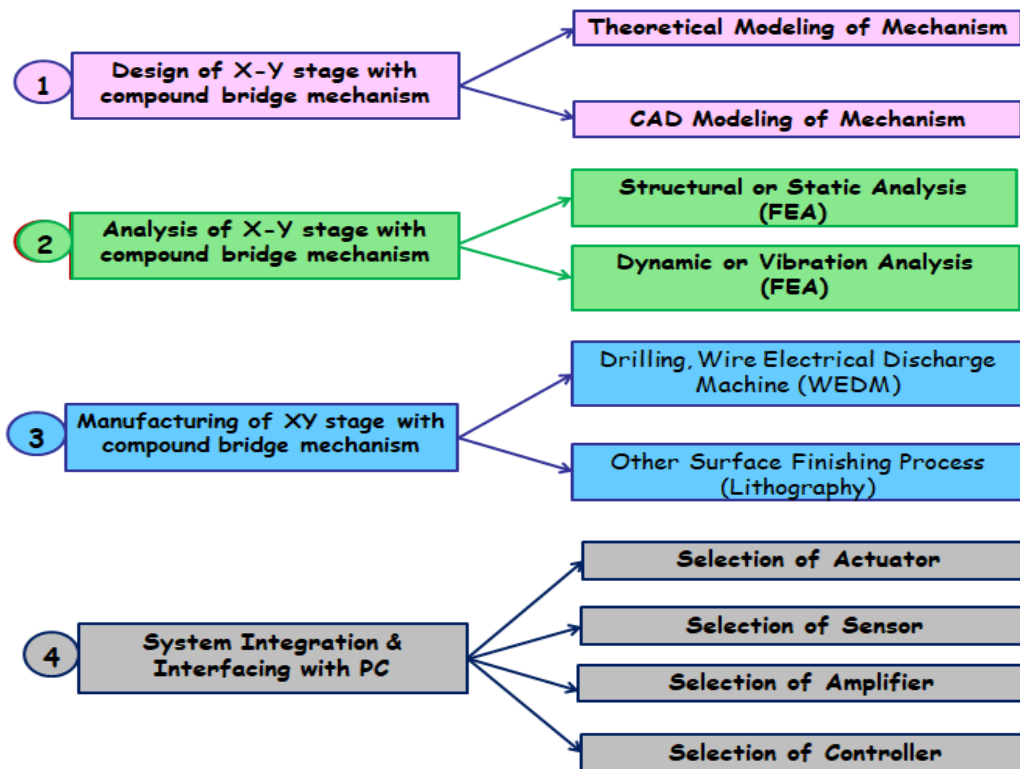 1
Design of X-Y stage with
compound bridge mechanism
Theoretical Modeling of Mechanism
CAD Modeling of Mechanism
2
Analysis of X-Y stage with
compound bridge mechanism
Structural or Static Analysis
(FEA)
Dynamic or Vibration Analysis
(FEA)
3
Manufacturing of XY stage with
compound bridge mechanism
Drilling, Wire Electrical Discharge
Machine (WEDM)
Other Surface Finishing Process
(Lithography)
4
System Integration &
Interfacing with PC
Selection of Actuator
Selection of Sensor
Selection of Amplifier
Selection of Controller